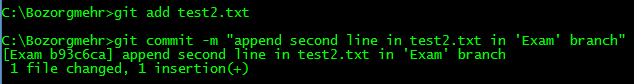 C:\Bozorgmehr>git add test2.txt
C:\Bozorgmehr>git commit -m "append second line in test2.txt in 'Exam' branch"
[Exam b93c6ca] append second line in test2.txt in 'Exam' branch
 1 file changed, 1 insertion(+)